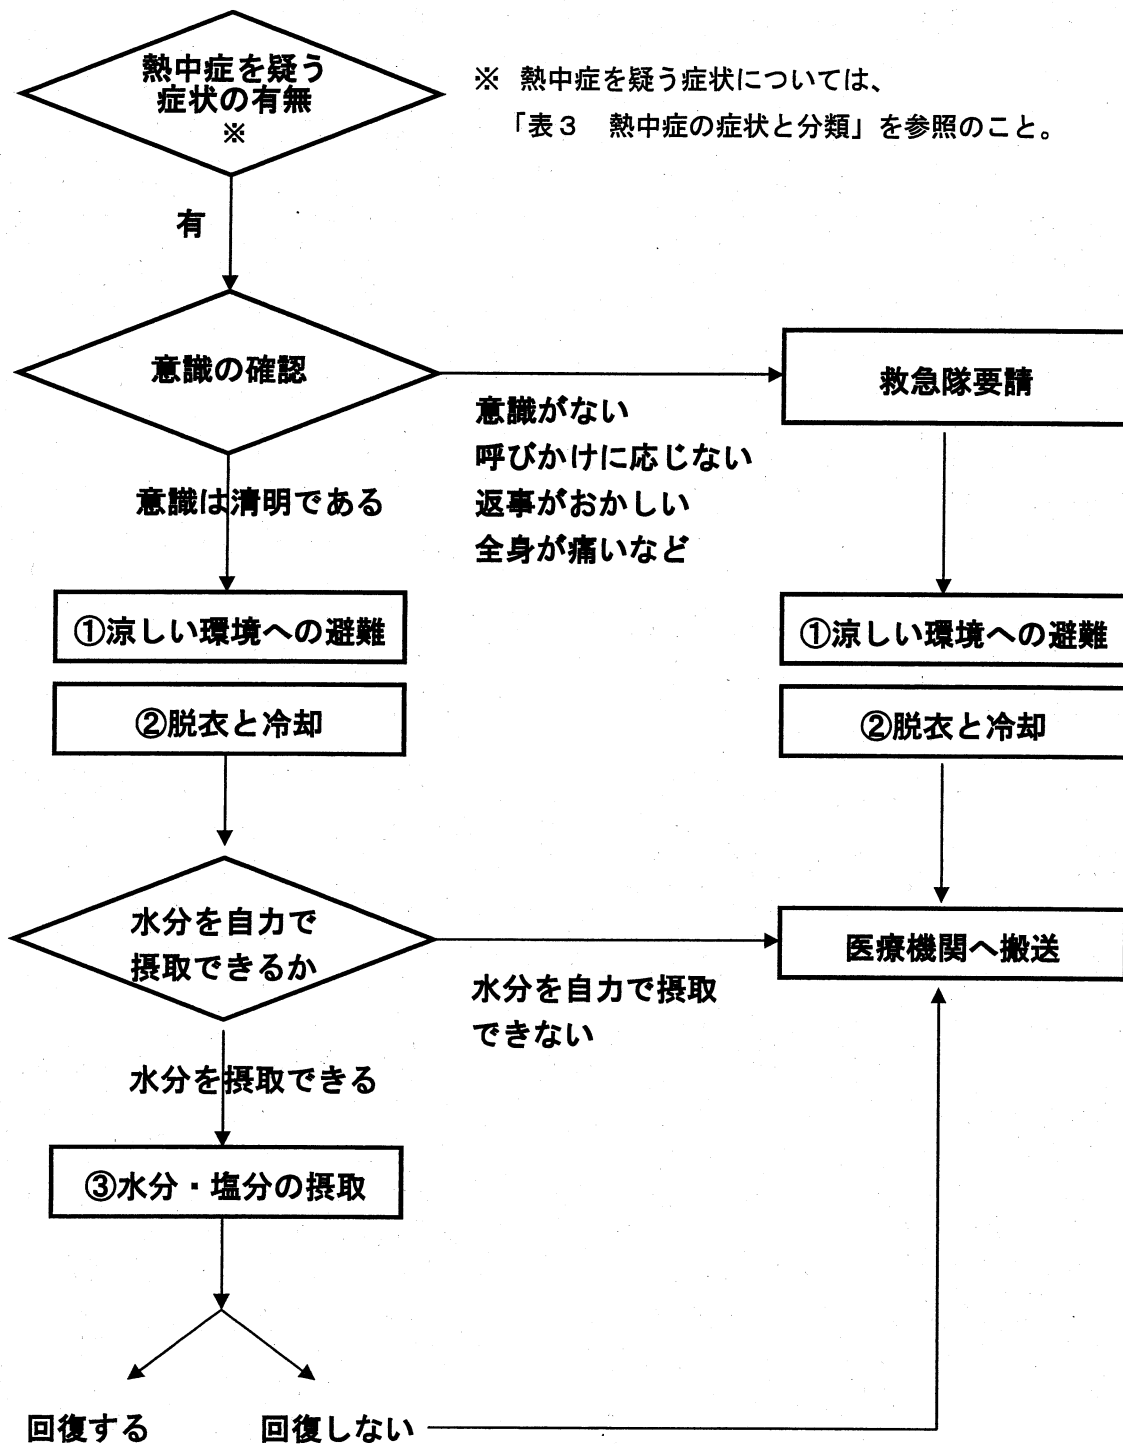 熱中症を疑う
症状の有無
※
※ 熱中症を疑う症状については、
「表３ 熱中症の症状と分類」を参照のこと。
有
意識の確認
救急隊要請
意識がない
呼びかけに応じない
返事がおかしい
全身が痛いなど
意識は清明である
①涼しい環境への避難
①涼しい環境への避難
②脱衣と冷却
②脱衣と冷却
水分を自力で
摂取できるか
医療機関へ搬送
水分を自力で摂取
できない
水分を摂取できる
③水分・塩分の摂取
回復する
回復しない